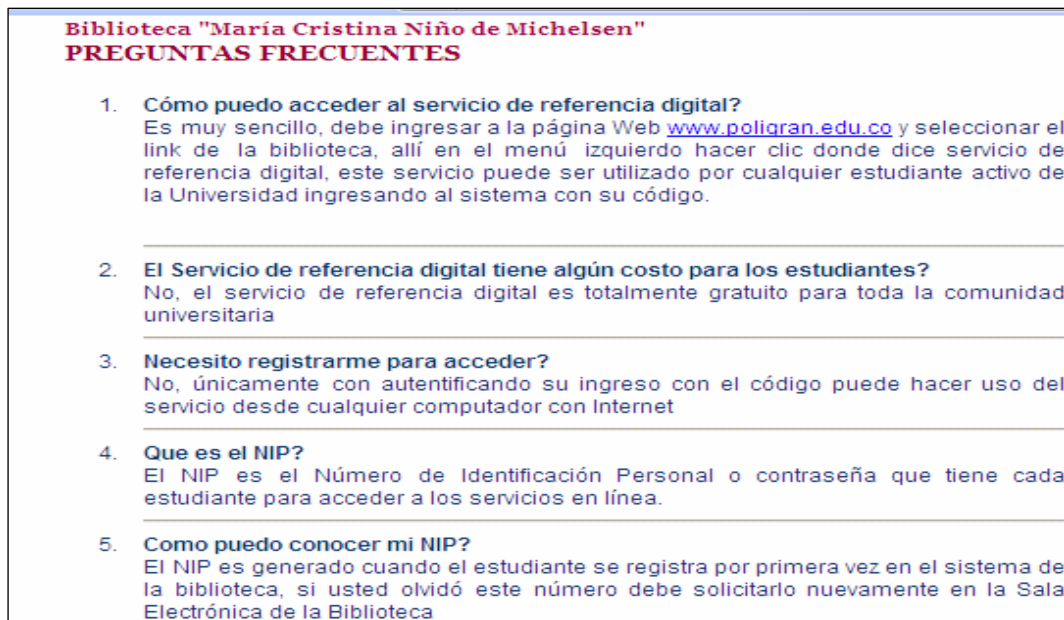 Biblioteca "María Cristina Niño de Michelsen"
PREGUNTAS FRECUENTES
1. Cómo puedo acceder al servicio de referencia digital?
Es muy sencillo, debe ingresar a la página Web www.poligran.edu.co y seleccionar el
link de la biblioteca, allí en el menú izquierdo hacer clic donde dice servicio de
referencia digital, este servicio puede ser utilizado por cualquier estudiante activo de
la Universidad ingresando al sistema con su código.
2. El Servicio de referencia digital tiene algún costo para los estudiantes?
No, el servicio de referencia digital es totalmente gratuito para toda la comunidad
universitaria
3. Necesito registrarme para acceder?
No, únicamente con autentificando su ingreso con el código puede hacer uso del
servicio desde cualquier computador con Internet
4. Que es el NIP?
El NIP es el Número de Identificación Personal o contraseña que tiene cada
estudiante para acceder a los servicios en línea.
5. Como puedo conocer mi NIP?
El NIP es generado cuando el estudiante se registra por primera vez en el sistema de
la biblioteca, si usted olvidó este número debe solicitarlo nuevamente en la Sala
Electrónica de la Biblioteca